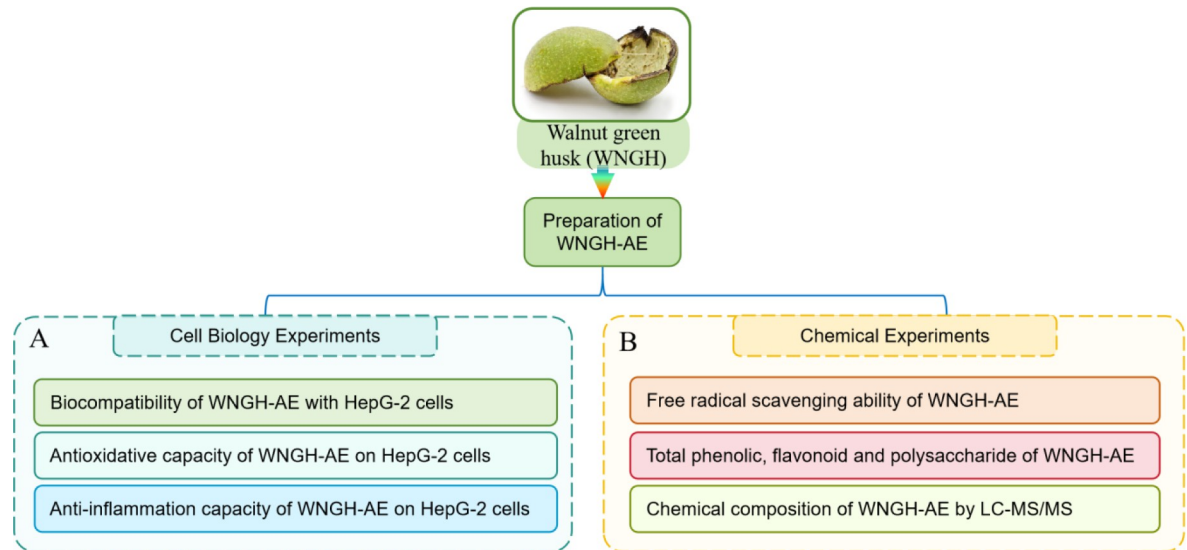 Walnut green
husk (WNGH)
Preparation of
WNGH-AE
A
Cell Biology Experiments
Biocompatibility of WNGH-AE with HepG-2 cells
Antioxidative capacity of WNGH-AE on HepG-2 cells
Anti-inflammation capacity of WNGH-AE on HepG-2 cells
B
Chemical Experiments
Free radical scavenging ability of WNGH-AE
Total phenolic, flavonoid and polysaccharide of WNGH-AE
Chemical composition of WNGH-AE by LC-MS/MS